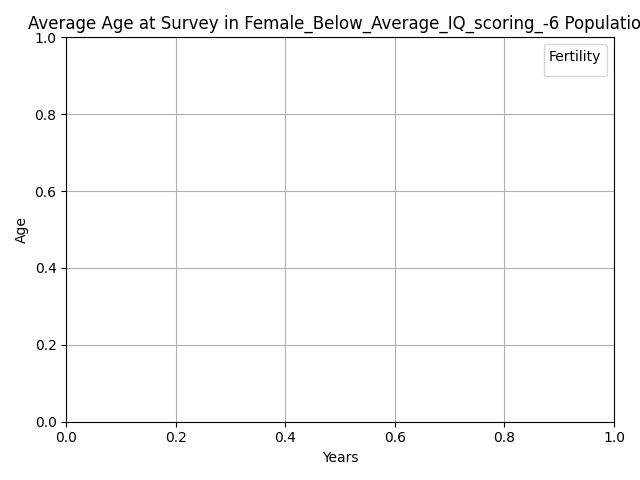 Average Age at Survey in Female_Below_Average_IQ_scoring_-6 Populatio
Fertility
1.0
0.8
0.6
0.4
0.2
0.0
Age
0.0 0.2 0.4 0.6 0.8 1.0
Years